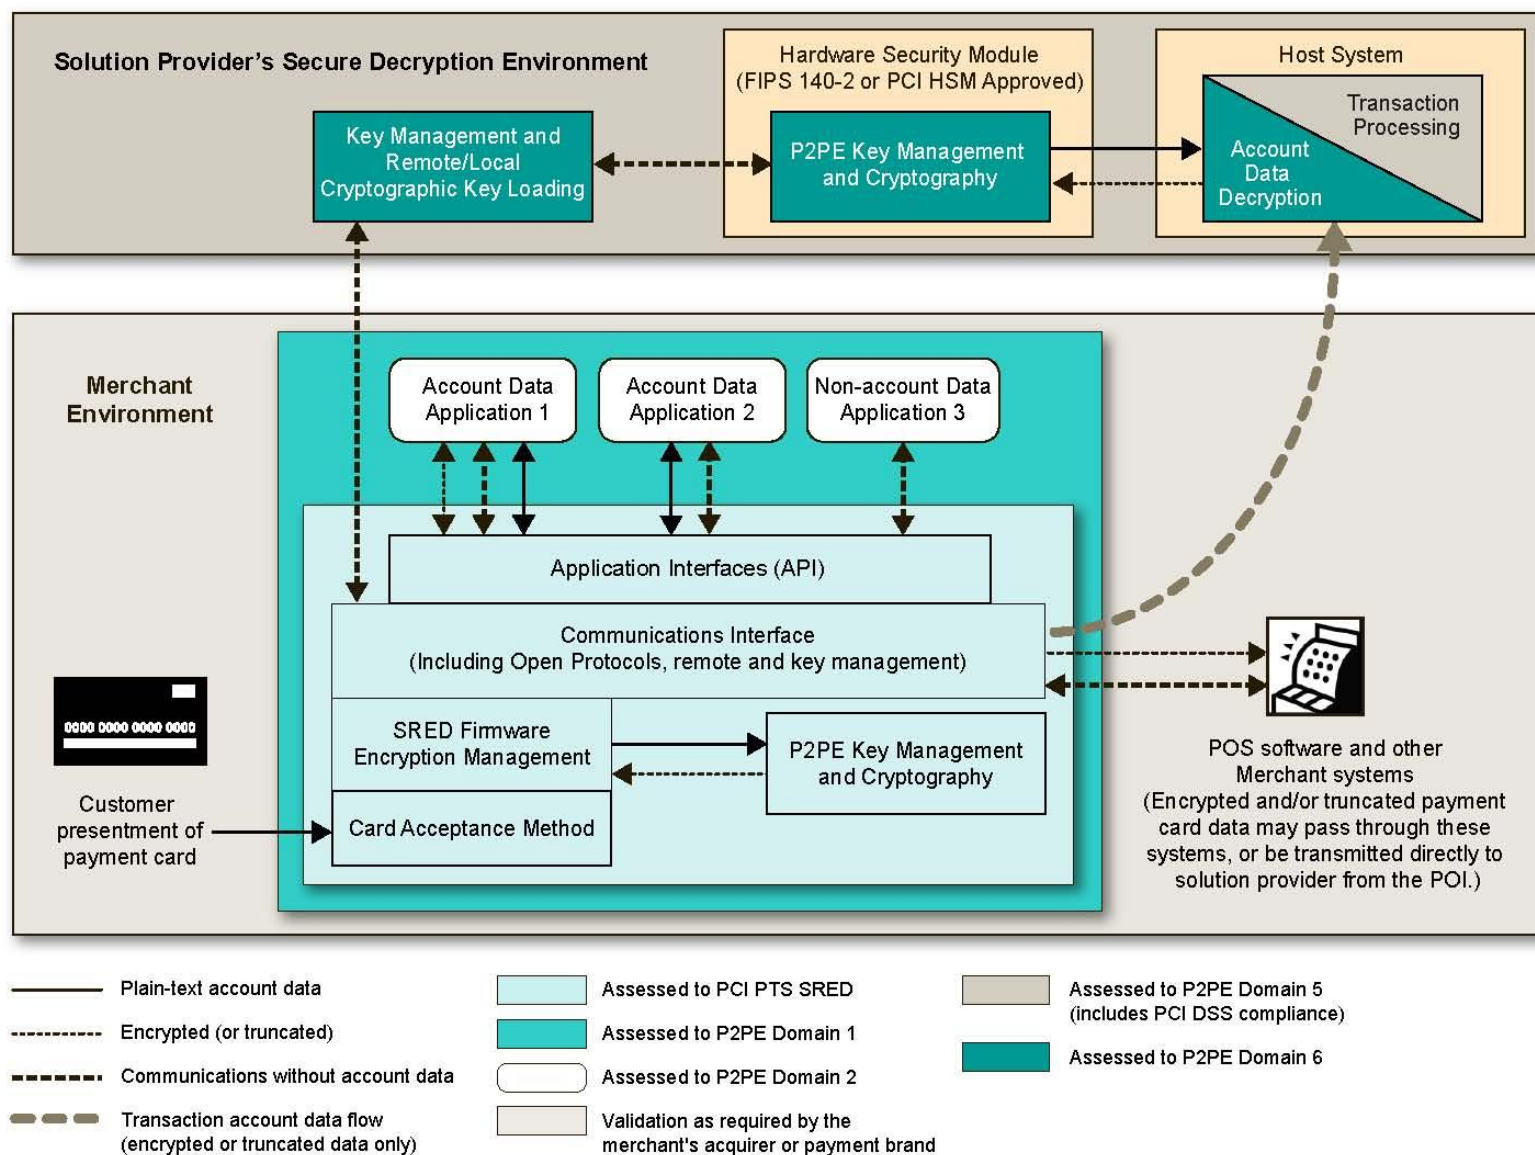 Solution Provider's Secure Decryption Environment
Hardware Security Module
(FIPS 140-2 or PCI HSM Approved)
Host System
Key Management and
Remote/Local
Cryptographic Key Loading
P2PE Key Management
and Cryptography
Transaction
Processing
Account
Data
Decryption
Merchant
Environment
Account Data
Application 1
Account Data
Application 2
Non-account Data
Application 3
Application Interfaces (API)
Communications Interface
(Including Open Protocols, remote and key management)
SRED Firmware
Encryption Management
P2PE Key Management
and Cryptography
Card Acceptance Method
0000 0000 0000 0000
Customer
presentment of
payment card
POS software and other
Merchant systems
(Encrypted and/or truncated payment
card data may pass through these
systems, or be transmitted directly to
solution provider from the POI.)
Plain-text account data
Encrypted (or truncated)
Communications without account data
Transaction account data flow
(encrypted or truncated data only)
Assessed to PCI PTS SRED
Assessed to P2PE Domain 1
Assessed to P2PE Domain 2
Validation as required by the
merchant's acquirer or payment brand
Assessed to P2PE Domain 5
(includes PCI DSS compliance)
Assessed to P2PE Domain 6